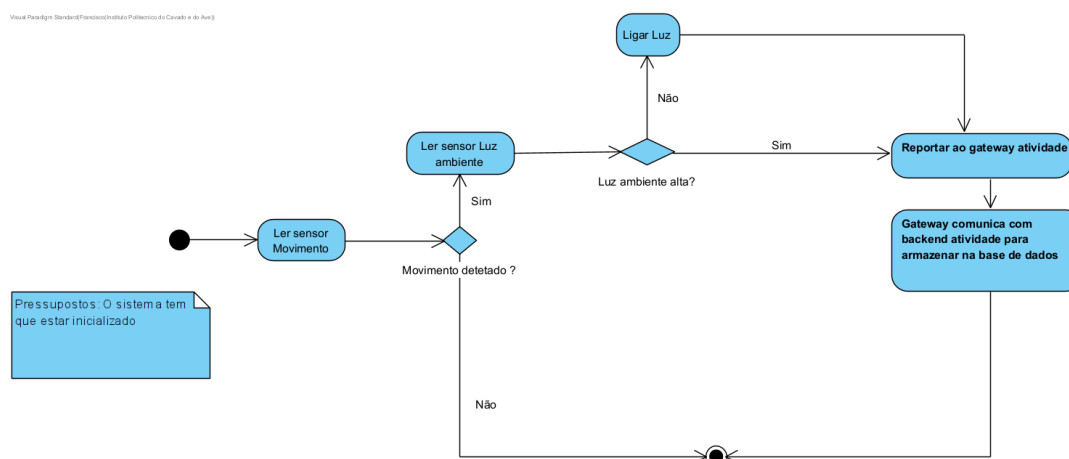 Visual Paradigm Standard(Francisco(Instituto Politecnico do Cavado e do Ave))
Ligar Luz
Não
Ler sensor Luz
ambiente
Sim
Reportar ao gateway atividade
Luz ambiente alta?
Sim
Ler sensor
Movimento
Movimento detetado ?
Gateway comunica com
backend atividade para
armazenar na base de dados
Pressupostos: O sistema tem
que estar inicializado
Não